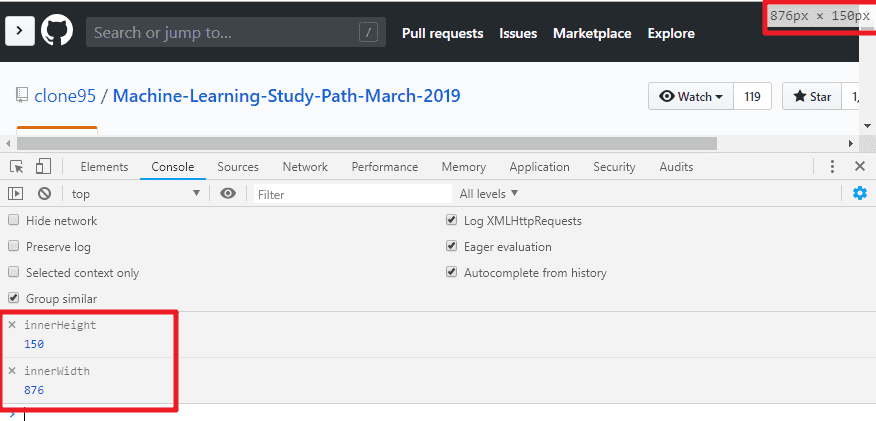 Search or jump to... /
Pull requests Issues Marketplace Explore
876px × 150px
clone95 / Machine-Learning-Study-Path-March-2019
Watch 119 Star 1,
Elements Console Sources Network Performance Memory Application Security Audits
top Filter All levels
Hide network Log XMLHttpRequests
Preserve log Eager evaluation
Selected context only Autocomplete from history
Group similar
innerHeight
150
innerWidth
876